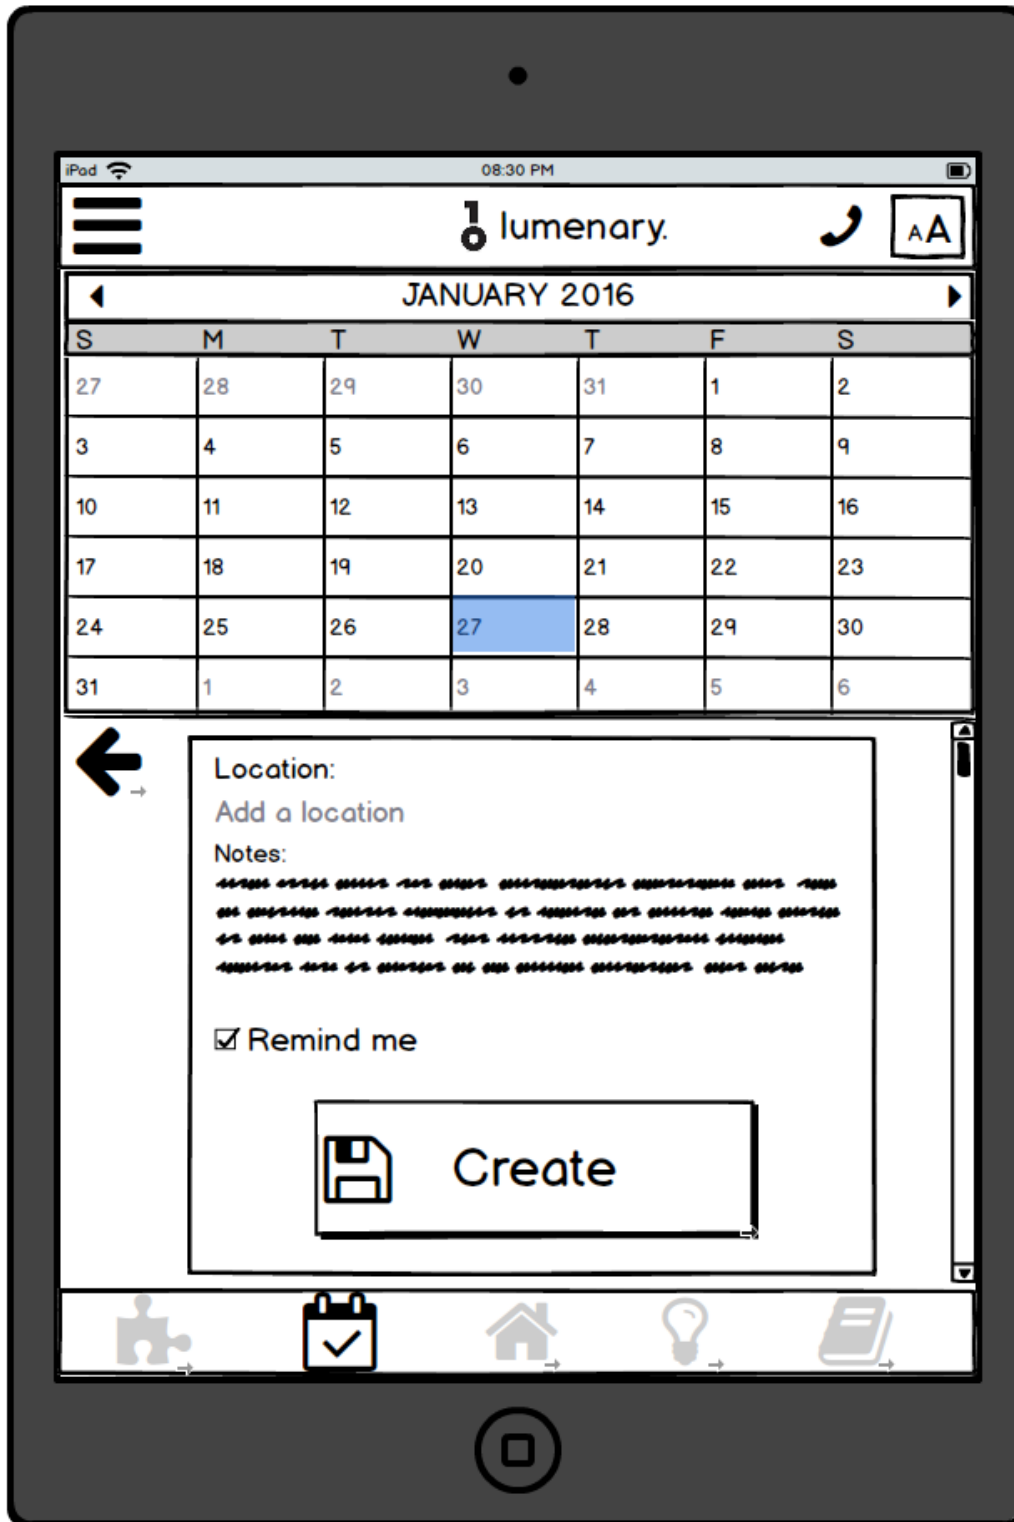 iPad 08:30 PM
lumenary.
AA
JANUARY 2016
S M T W T F S
27 28 29 30 31 1 2
3 4 5 6 7 8 9
10 11 12 13 14 15 16
17 18 19 20 21 22 23
24 25 26 27 28 29 30
31 1 2 3 4 5 6
Location:
Add a location
Notes:
Remind me
Create